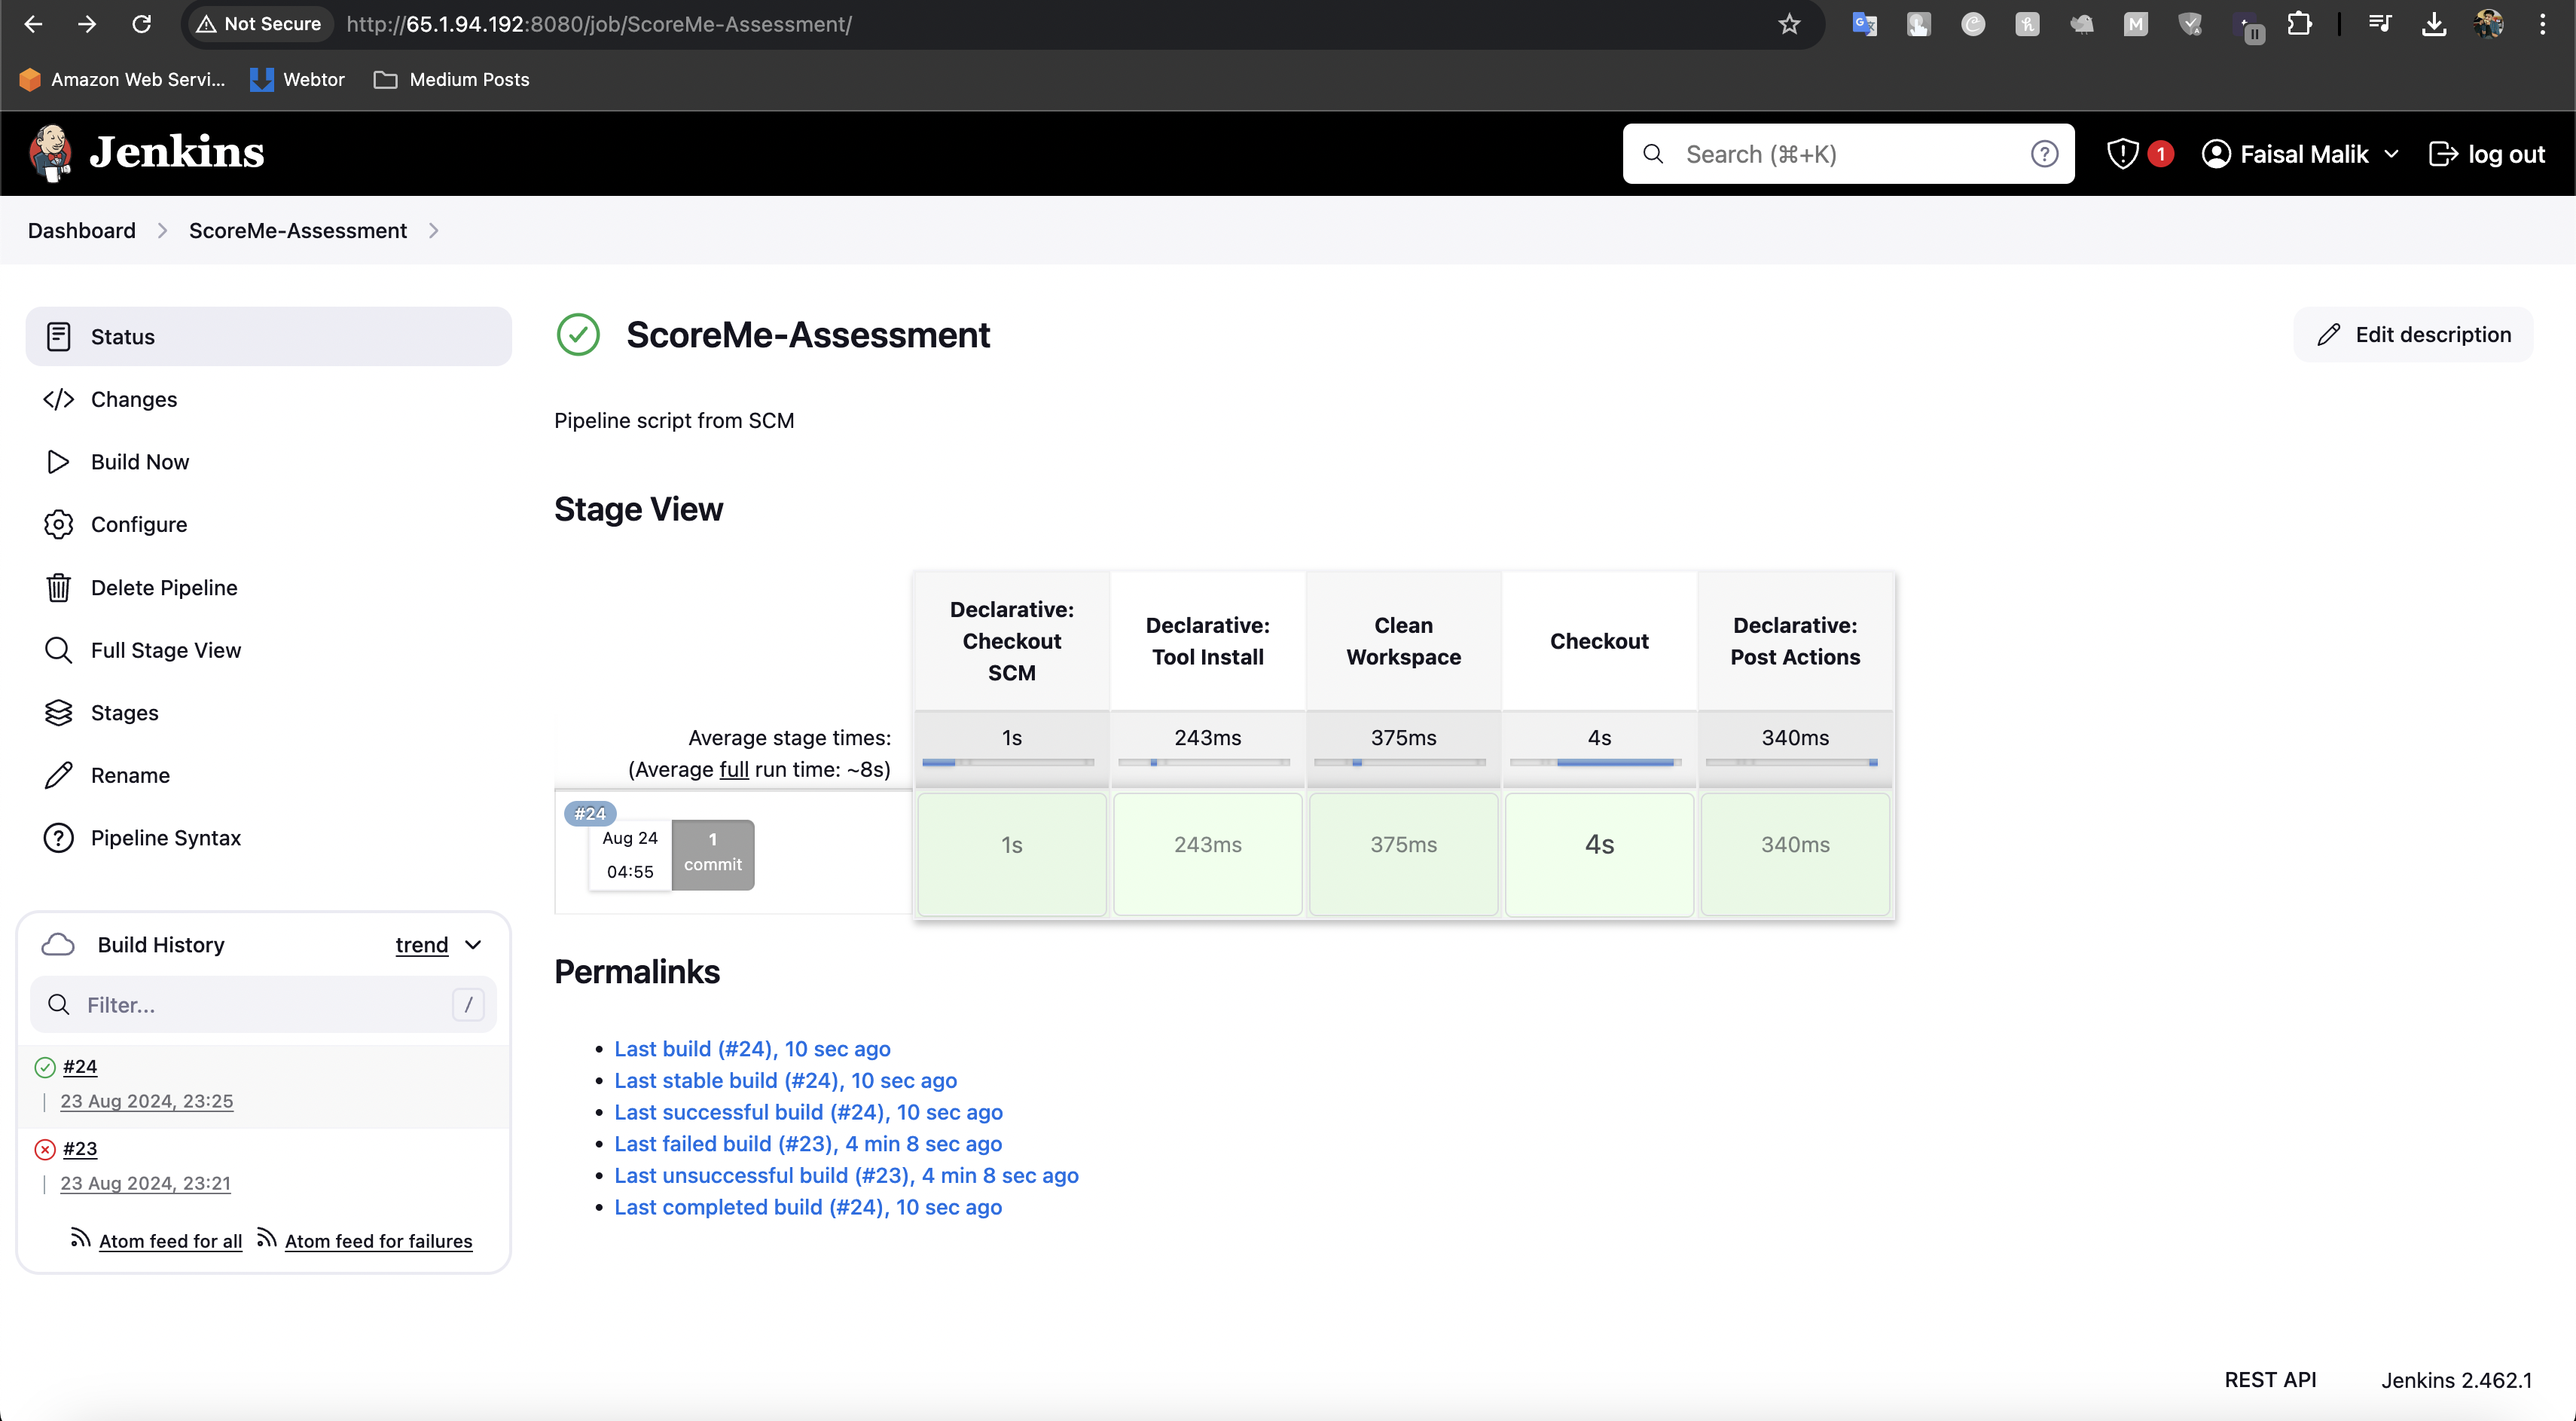 Not Secure
http://65.1.94.192:8080/job/ScoreMe-Assessment/
Amazon Web Servi...
Webtor
Medium Posts
Jenkins
Search (⌘+K)
1
Faisal Malik
log out
Dashboard
ScoreMe-Assessment
Status
Changes
Build Now
Configure
Delete Pipeline
Full Stage View
Stages
Rename
Pipeline Syntax
Build History
trend
Filter...
/
#24
23 Aug 2024, 23:25
#23
23 Aug 2024, 23:21
Atom feed for all
Atom feed for failures
ScoreMe-Assessment
Edit description
Pipeline script from SCM
Stage View
Declarative:
Checkout
SCM
Declarative:
Tool Install
Clean
Workspace
Checkout
Declarative:
Post Actions
Average stage times:
(Average full run time: ~8s)
1s
243ms
375ms
4s
340ms
#24
Aug 24
04:55
1
commit
1s
243ms
375ms
4s
340ms
Permalinks
Last build (#24), 10 sec ago
Last stable build (#24), 10 sec ago
Last successful build (#24), 10 sec ago
Last failed build (#23), 4 min 8 sec ago
Last unsuccessful build (#23), 4 min 8 sec ago
Last completed build (#24), 10 sec ago
REST API
Jenkins 2.462.1